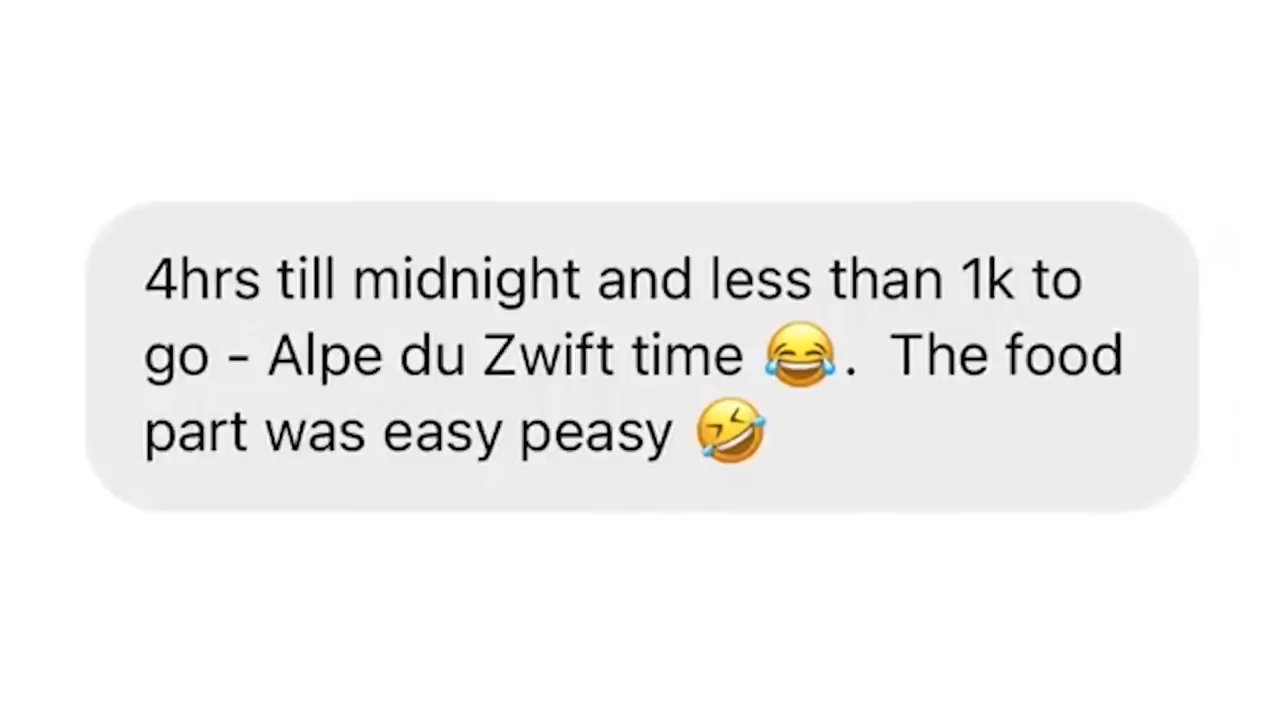 4hrs till midnight and less than 1k to
go - Alpe du Zwift time 😂.  The food
part was easy peasy 🤣